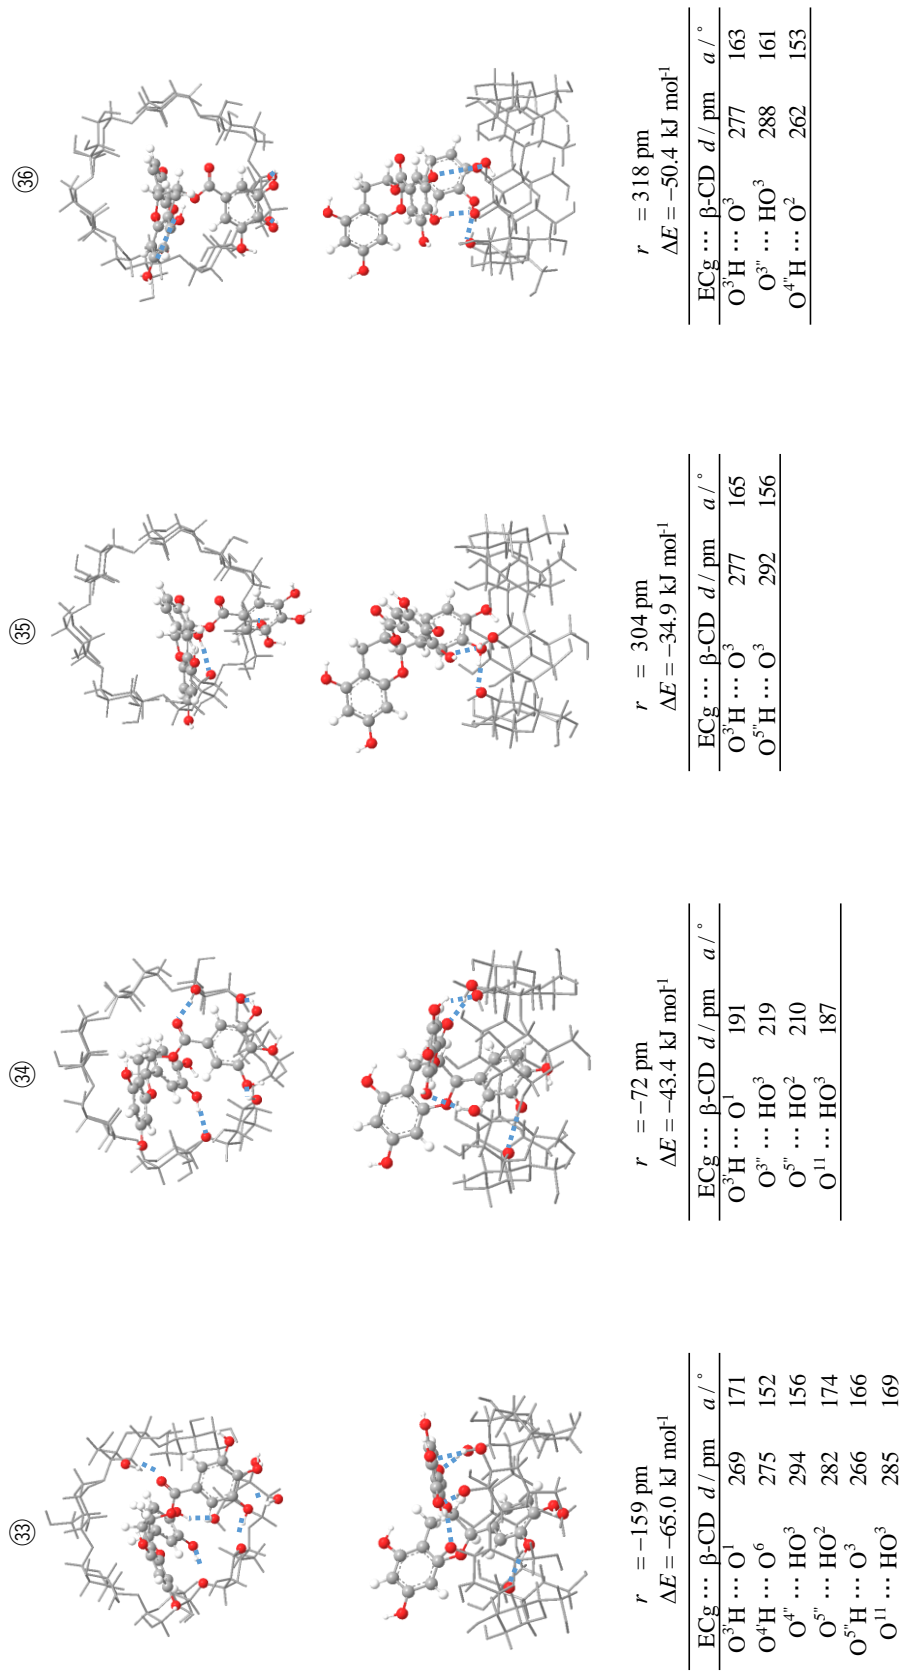 ㉝
r = −159 pm
ΔE = −65.0 kJ mol⁻¹
ECg ··· β-CD d / pm a / °
O³'H ··· O¹ 269 171
O⁴'H ··· O⁶ 275 152
O⁴'' ··· HO³ 294 156
O⁵'' ··· HO² 282 174
O⁵''H ··· O³ 266 166
O¹¹ ··· HO³ 285 169
㉞
r = −72 pm
ΔE = −43.4 kJ mol⁻¹
ECg ··· β-CD d / pm a / °
O³'H ··· O¹ 191
O³'' ··· HO³ 219
O⁵'' ··· HO² 210
O¹¹ ··· HO³ 187
㉟
r = 304 pm
ΔE = −34.9 kJ mol⁻¹
ECg ··· β-CD d / pm a / °
O³'H ··· O³ 277 165
O⁵''H ··· O³ 292 156
㊱
r = 318 pm
ΔE = −50.4 kJ mol⁻¹
ECg ··· β-CD d / pm a / °
O³'H ··· O³ 277 163
O³'' ··· HO³ 288 161
O⁴''H ··· O² 262 153